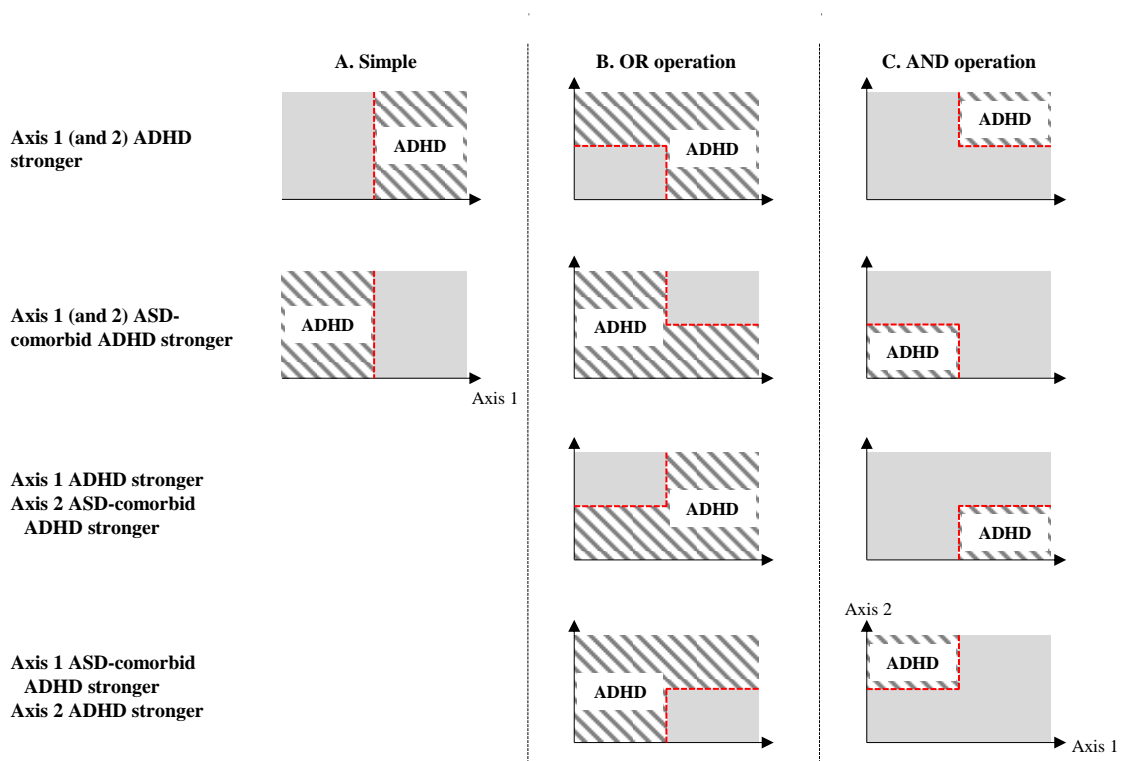 A. Simple
B. OR operation
C. AND operation
Axis 1 (and 2) ADHD
stronger
ADHD
ADHD
ADHD
Axis 1 (and 2) ASD-
comorbid ADHD stronger
ADHD
ADHD
ADHD
Axis 1
Axis 1 ADHD stronger
Axis 2 ASD-comorbid
ADHD stronger
ADHD
ADHD
Axis 2
Axis 1 ASD-comorbid
ADHD stronger
Axis 2 ADHD stronger
ADHD
ADHD
Axis 1